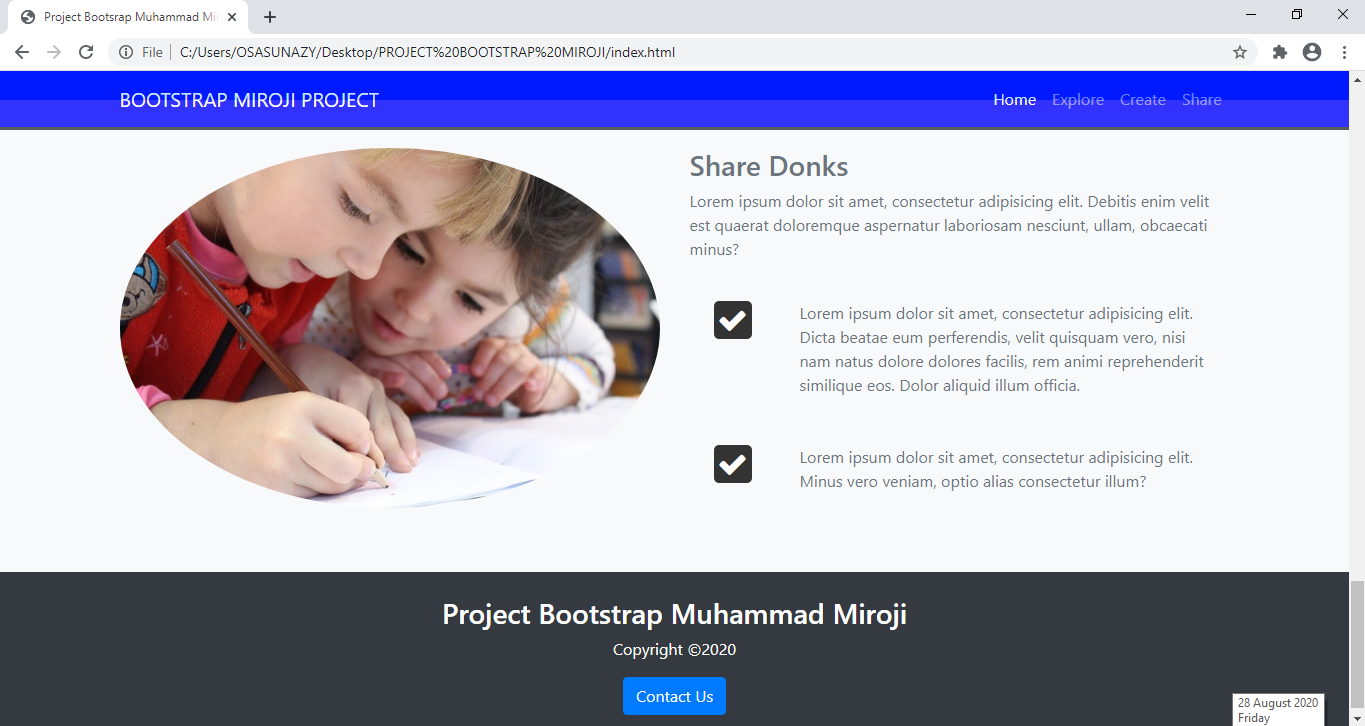 Project Bootsrap Muhammad Mir
File
C:/Users/OSASUNAZY/Desktop/PROJECT%20BOOTSTRAP%20MIROJI/index.html
BOOTSTRAP MIROJI PROJECT
Home Explore Create Share
Share Donks
Lorem ipsum dolor sit amet, consectetur adipisicing elit. Debitis enim velit
est quaerat doloremque aspernatur laboriosam nesciunt, ullam, obcaecati
minus?
Lorem ipsum dolor sit amet, consectetur adipisicing elit.
Dicta beatae eum perferendis, velit quisquam vero, nisi
nam natus dolore dolores facilis, rem animi reprehenderit
similique eos. Dolor aliquid illum officia.
Lorem ipsum dolor sit amet, consectetur adipisicing elit.
Minus vero veniam, optio alias consectetur illum?
Project Bootstrap Muhammad Miroji
Copyright ©2020
Contact Us
28 August 2020
Friday